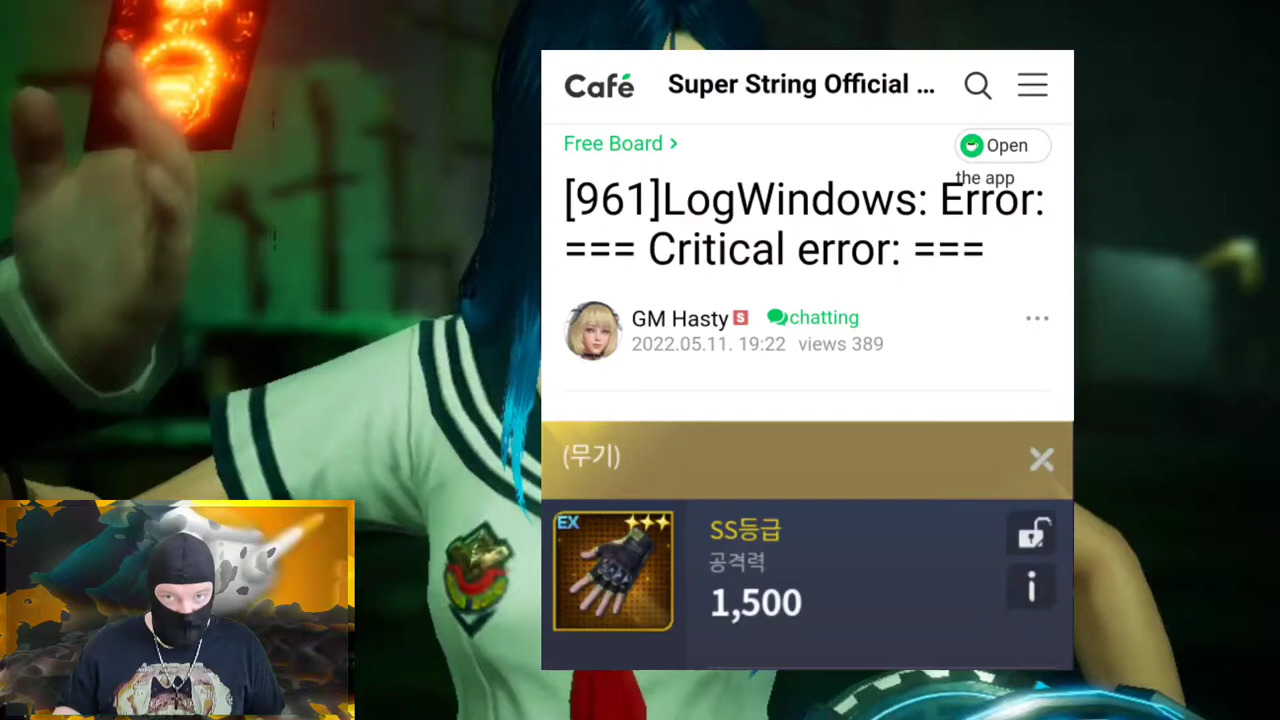 Café Super String Official ...
Free Board >
Open
the app
[961]LogWindows: Error:
=== Critical error: ===
GM Hasty S chatting
2022.05.11. 19:22 views 389
(무기)
EX
SS등급
공격력
1,500